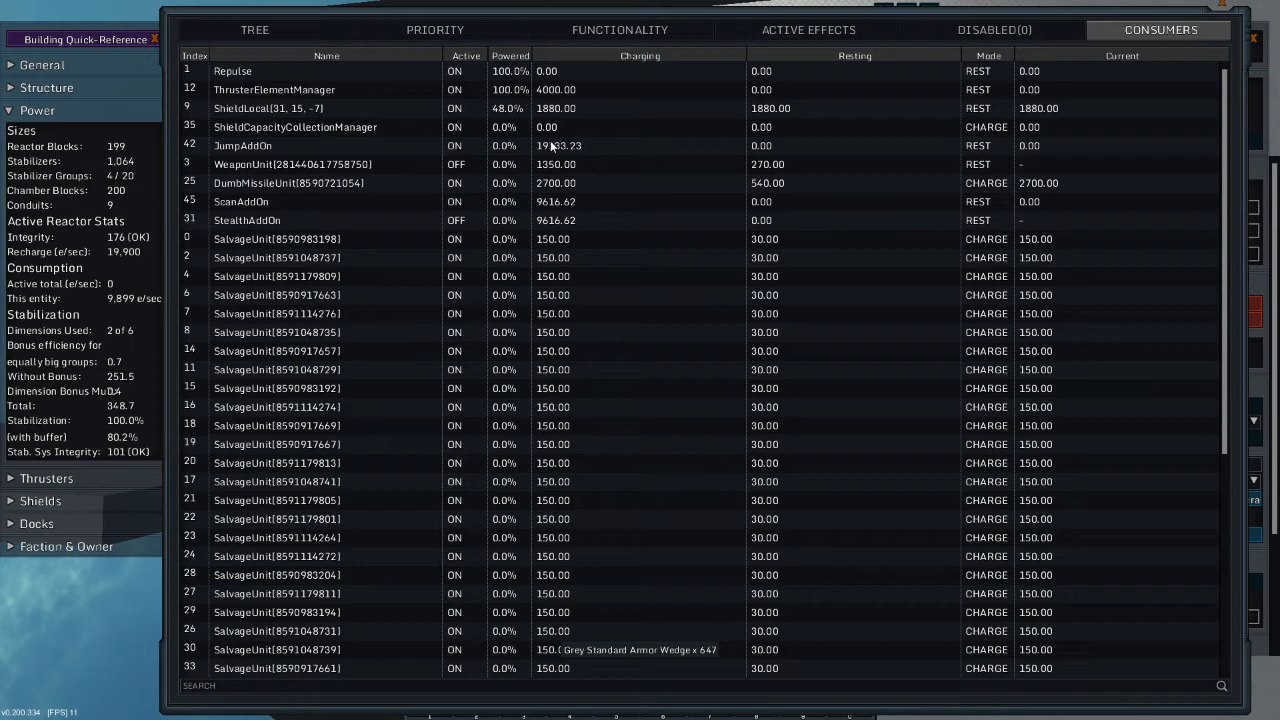 TREE PRIORITY FUNCTIONALITY ACTIVE EFFECTS DISABLED(0) CONSUMERS
Building Quick-Reference X
General
Structure
Power
Sizes
Reactor Blocks: 199
Stabilizers: 1,064
Stabilizer Groups: 4 / 20
Chamber Blocks: 200
Conduits: 9
Active Reactor Stats
Integrity: 176 (OK)
Recharge (e/sec): 19,900
Consumption
Active total (e/sec): 0
This entity: 9,899 e/sec
Stabilization
Dimensions Used: 2 of 6
Bonus efficiency for
equally big groups: 0.7
Without Bonus: 251.5
Dimension Bonus
Total: 348.7
Stabilization: 100.0%
(with buffer) 80.2%
Stab. Sys Integrity: 101 (OK)
Thrusters
Shields
Docks
Faction & Owner
Index Name Active Powered Charging Resting Mode Current
1 Repulse ON 100.0% 0.00 0.00 REST 0.00
12 ThrusterElementManager ON 100.0% 4000.00 0.00 REST 0.00
9 ShieldLocal[31, 15, -7] ON 48.0% 1880.00 1880.00 REST 1880.00
35 ShieldCapacityCollectionManager ON 0.0% 0.00 0.00 CHARGE 0.00
42 JumpAddOn ON 0.0% 0.00 REST 0.00
3 WeaponUnit[281440617758750] OFF 0.0% 1350.00 270.00 REST -
25 DumbMissileUnit[8590721054] ON 0.0% 2700.00 540.00 CHARGE 2700.00
45 ScanAddOn ON 0.0% 9616.62 0.00 REST 0.00
31 StealthAddOn OFF 0.0% 9616.62 0.00 REST -
0 SalvageUnit[8590983198] ON 0.0% 150.00 30.00 CHARGE 150.00
2 SalvageUnit[8591048737] ON 0.0% 150.00 30.00 CHARGE 150.00
4 SalvageUnit[8591179809] ON 0.0% 150.00 30.00 CHARGE 150.00
6 SalvageUnit[8590917663] ON 0.0% 150.00 30.00 CHARGE 150.00
7 SalvageUnit[8591114276] ON 0.0% 150.00 30.00 CHARGE 150.00
8 SalvageUnit[8591048735] ON 0.0% 150.00 30.00 CHARGE 150.00
14 SalvageUnit[8590917657] ON 0.0% 150.00 30.00 CHARGE 150.00
11 SalvageUnit[8591048729] ON 0.0% 150.00 30.00 CHARGE 150.00
15 SalvageUnit[8590983192] ON 0.0% 150.00 30.00 CHARGE 150.00
16 SalvageUnit[8591114274] ON 0.0% 150.00 30.00 CHARGE 150.00
18 SalvageUnit[8590917669] ON 0.0% 150.00 30.00 CHARGE 150.00
19 SalvageUnit[8590917667] ON 0.0% 150.00 30.00 CHARGE 150.00
20 SalvageUnit[8591179813] ON 0.0% 150.00 30.00 CHARGE 150.00
17 SalvageUnit[8591048741] ON 0.0% 150.00 30.00 CHARGE 150.00
21 SalvageUnit[8591179805] ON 0.0% 150.00 30.00 CHARGE 150.00
22 SalvageUnit[8591179801] ON 0.0% 150.00 30.00 CHARGE 150.00
23 SalvageUnit[8591114264] ON 0.0% 150.00 30.00 CHARGE 150.00
24 SalvageUnit[8591114272] ON 0.0% 150.00 30.00 CHARGE 150.00
28 SalvageUnit[8590983204] ON 0.0% 150.00 30.00 CHARGE 150.00
27 SalvageUnit[8591179811] ON 0.0% 150.00 30.00 CHARGE 150.00
29 SalvageUnit[8590983194] ON 0.0% 150.00 30.00 CHARGE 150.00
26 SalvageUnit[8591048731] ON 0.0% 150.00 30.00 CHARGE 150.00
30 SalvageUnit[8591048739] ON 0.0% 150. Grey Standard Armor Wedge x 647 30.00 CHARGE 150.00
33 SalvageUnit[8590917661] ON 0.0% 150.00 30.00 CHARGE 150.00
SEARCH
v0.200.334 [FPS] 11
1 2 3 4 5 6 7 8 9 0